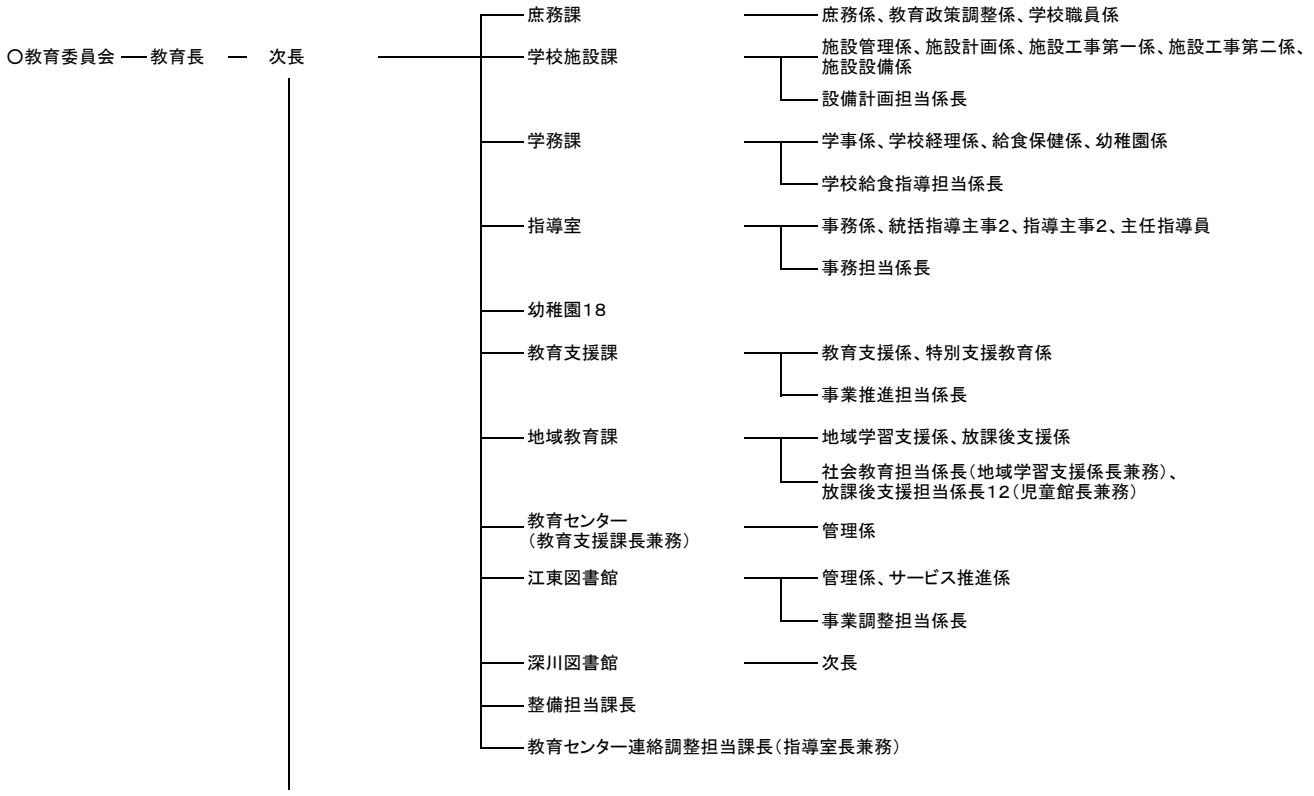 庶務課 庶務係、教育政策調整係、学校職員係
〇教育委員会 教育長 次長 学校施設課 施設管理係、施設計画係、施設工事第一係、施設工事第二係、
施設設備係
設備計画担当係長
学務課 学事係、学校経理係、給食保健係、幼稚園係
学校給食指導担当係長
指導室 事務係、統括指導主事2、指導主事2、主任指導員
事務担当係長
幼稚園18
教育支援課 教育支援係、特別支援教育係
事業推進担当係長
地域教育課 地域学習支援係、放課後支援係
社会教育担当係長(地域学習支援係長兼務)、
放課後支援担当係長12(児童館長兼務)
教育センター
(教育支援課長兼務) 管理係
江東図書館 管理係、サービス推進係
事業調整担当係長
深川図書館 次長
整備担当課長
教育センター連絡調整担当課長(指導室長兼務)